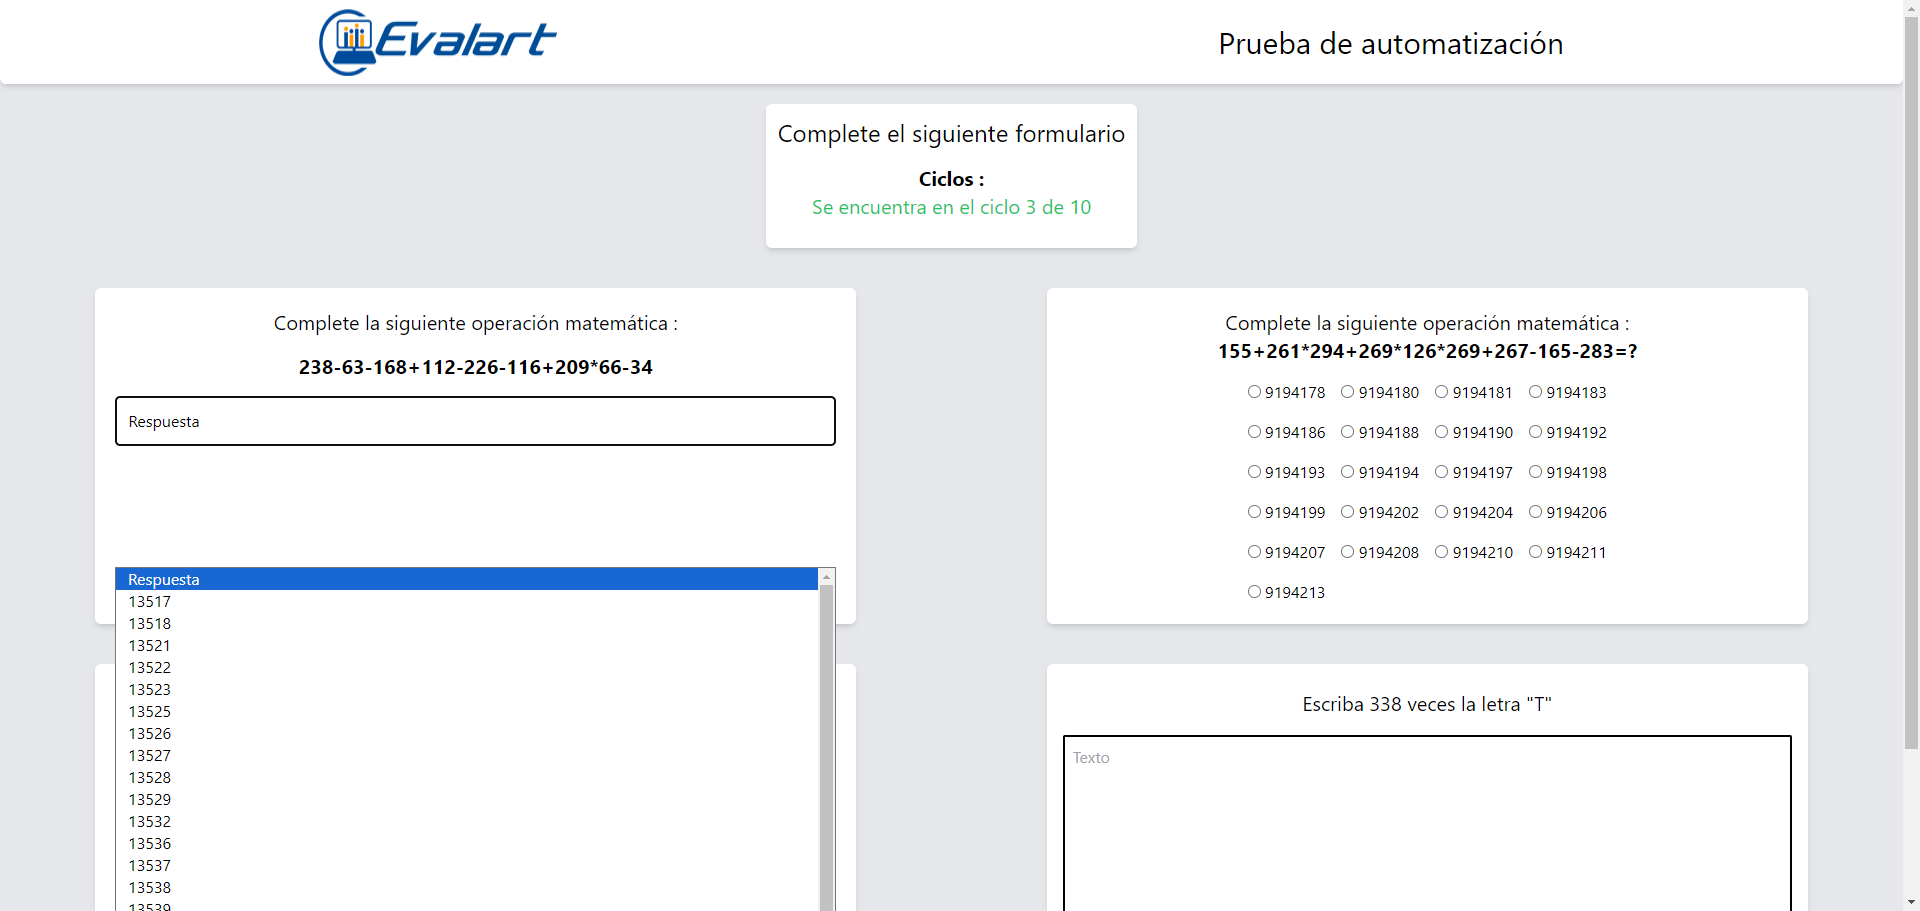 Evalart
Prueba de automatización
Complete el siguiente formulario
Ciclos :
Se encuentra en el ciclo 3 de 10
Complete la siguiente operación matemática :
238-63-168+112-226-116+209*66-34
Respuesta
Respuesta
13517
13518
13521
13522
13523
13525
13526
13527
13528
13529
13532
13536
13537
13538
13539
Complete la siguiente operación matemática :
155+261*294+269*126*269+267-165-283=?
9194178 9194180 9194181 9194183
9194186 9194188 9194190 9194192
9194193 9194194 9194197 9194198
9194199 9194202 9194204 9194206
9194207 9194208 9194210 9194211
9194213
Escriba 338 veces la letra "T"
Texto